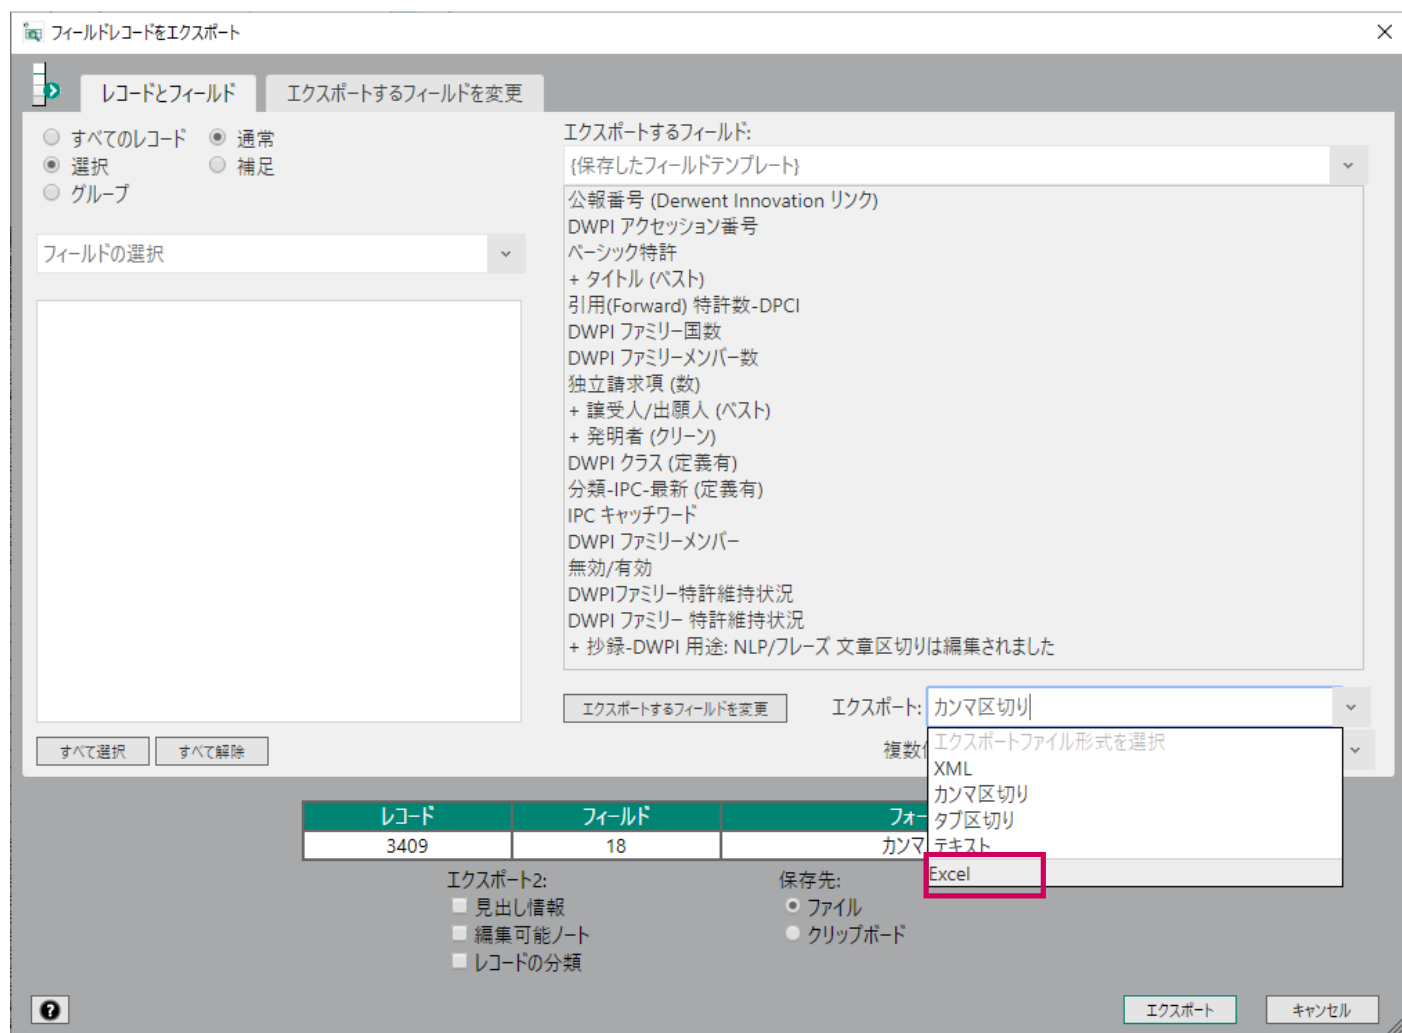 フィールドレコードをエクスポート
レコードとフィールド
エクスポートするフィールドを変更
すべてのレコード
通常
選択
補足
グループ
フィールドの選択
すべて選択
すべて解除
エクスポートするフィールド:
{保存したフィールドテンプレート}
公報番号 (Derwent Innovation リンク)
DWPI アクセッション番号
ベーシック特許
+ タイトル (ベスト)
引用(Forward) 特許数-DPCI
DWPI ファミリー国数
DWPI ファミリーメンバー数
独立請求項 (数)
+ 譲受人/出願人 (ベスト)
+ 発明者 (クリーン)
DWPI クラス (定義有)
分類-IPC-最新 (定義有)
IPC キャッチワード
DWPI ファミリーメンバー
無効/有効
DWPIファミリー特許維持状況
DWPI ファミリー 特許維持状況
+ 抄録-DWPI 用途: NLP/フレーズ 文章区切りは編集されました
エクスポートするフィールドを変更
エクスポート:
カンマ区切り
複数
エクスポートファイル形式を選択
XML
カンマ区切り
タブ区切り
テキスト
Excel
レコード
フィールド
フォー
3409
18
カンマ
エクスポート2:
見出し情報
編集可能ノート
レコードの分類
保存先:
ファイル
クリップボード
エクスポート
キャンセル